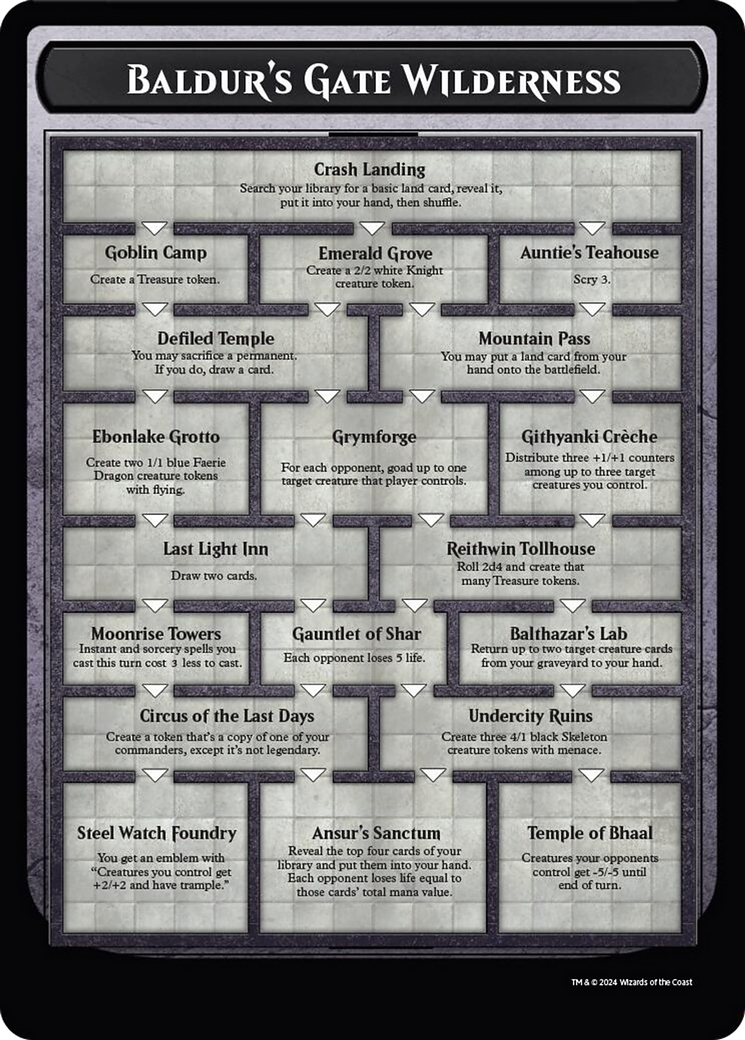 Baldur's Gate Wilderness
Crash Landing
Search your library for a basic land card, reveal it,
put it into your hand, then shuffle.
Goblin Camp
Create a Treasure token.
Emerald Grove
Create a 2/2 white Knight
creature token.
Auntie's Teahouse
Scry 3.
Defiled Temple
You may sacrifice a permanent.
If you do, draw a card.
Mountain Pass
You may put a land card from your
hand onto the battlefield.
Ebonlake Grotto
Create two 1/1 blue Faerie
Dragon creature tokens
with flying.
Grymforge
For each opponent, goad up to one
target creature that player controls.
Githyanki Crèche
Distribute three +1/+1 counters
among up to three target
creatures you control.
Last Light Inn
Draw two cards.
Reithwin Tollhouse
Roll 2d4 and create that
many Treasure tokens.
Moonrise Towers
Instant and sorcery spells you
cast this turn cost 3 less to cast.
Gauntlet of Shar
Each opponent loses 5 life.
Balthazar's Lab
Return up to two target creature cards
from your graveyard to your hand.
Circus of the Last Days
Create a token that's a copy of one of your
commanders, except it's not legendary.
Undercity Ruins
Create three 4/1 black Skeleton
creature tokens with menace.
Steel Watch Foundry
You get an emblem with
“Creatures you control get
+2/+2 and have trample.”
Ansur's Sanctum
Reveal the top four cards of your
library and put them into your hand.
Each opponent loses life equal to
those cards' total mana value.
Temple of Bhaal
Creatures your opponents
control get -5/-5 until
end of turn.
TM & © 2024 Wizards of the Coast